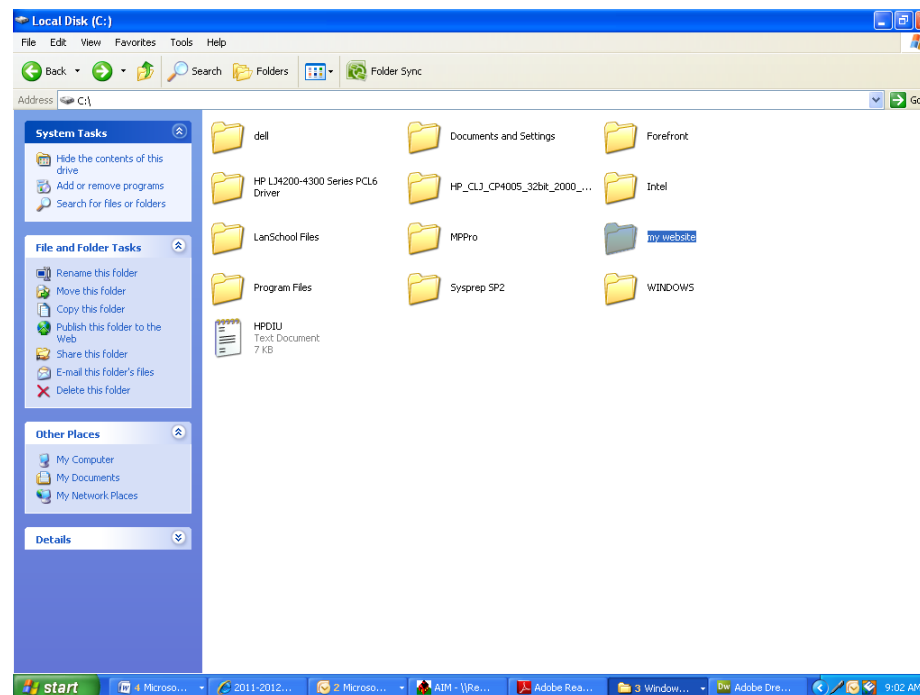 Local Disk (C:)
File Edit View Favorites Tools Help
Back Search Folders Folder Sync
Address C:\ Go
System Tasks
Hide the contents of this
drive
Add or remove programs
Search for files or folders
File and Folder Tasks
Rename this folder
Move this folder
Copy this folder
Publish this folder to the
Web
Share this folder
E-mail this folder's files
Delete this folder
Other Places
My Computer
My Documents
My Network Places
Details
dell Documents and Settings Forefront
HP LJ4200-4300 Series PCL6
Driver
HP_CLJ_CP4005_32bit_2000_... Intel
LanSchool Files MPPro my website
Program Files Sysprep SP2 WINDOWS
HPDIU
Text Document
7 KB
start 4 Microso... 2011-2012... 2 Microso... AIM - \\Re... Adobe Rea... 3 Window... Adobe Dre... 9:02 AM